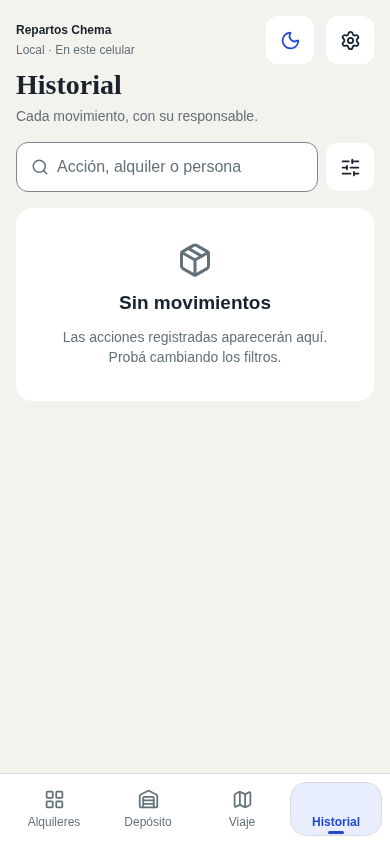 Repartos Chema
Local · En este celular
Historial
Cada movimiento, con su responsable.
Acción, alquiler o persona
Sin movimientos
Las acciones registradas aparecerán aquí.
Probá cambiando los filtros.
Alquileres
Depósito
Viaje
Historial